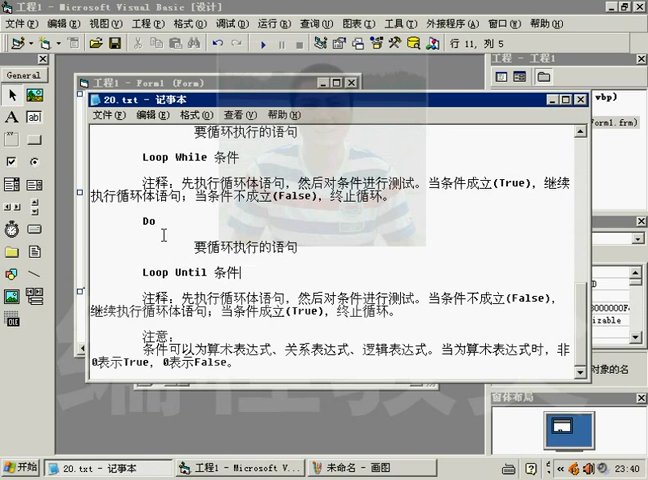 工程1 - Microsoft Visual Basic [设计]
文件(F) 编辑(E) 视图(V) 工程(P) 格式(O) 调试(D) 运行(R) 查询(U) 图表(I) 工具(T) 外接程序(A) 窗口(W) 帮助(H)
行 11, 列 5
General
工程 - 工程1
工程1 - Form1 (Form)
vbp)
Form1.frm)
20.txt - 记事本
文件(F) 编辑(E) 格式(O) 查看(V) 帮助(H)
要循环执行的语句
Loop While 条件
注释：先执行循环体语句，然后对条件进行测试。当条件成立(True)，继续
执行循环体语句；当条件不成立(False)，终止循环。
Do
要循环执行的语句
Loop Until 条件
注释：先执行循环体语句，然后对条件进行测试。当条件不成立(False)，
继续执行循环体语句；当条件成立(True)，终止循环。
注意：
条件可以为算术表达式、关系表达式、逻辑表达式。当为算术表达式时，非
0表示True，0表示False。
对象的名
窗体布局
开始
20.txt - 记事本
工程1 - Microsoft V...
未命名 - 画图
23:40